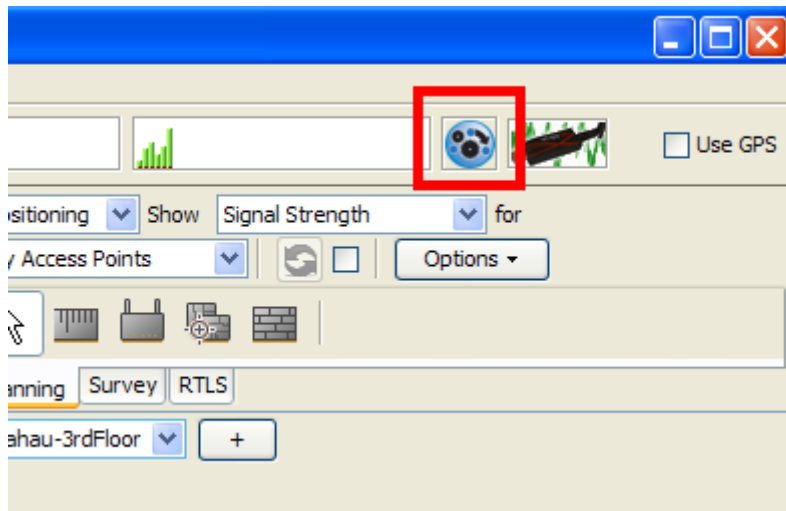 Use GPS
ositioning Show Signal Strength for
y Access Points Options
anning Survey RTLS
ahau-3rdFloor +